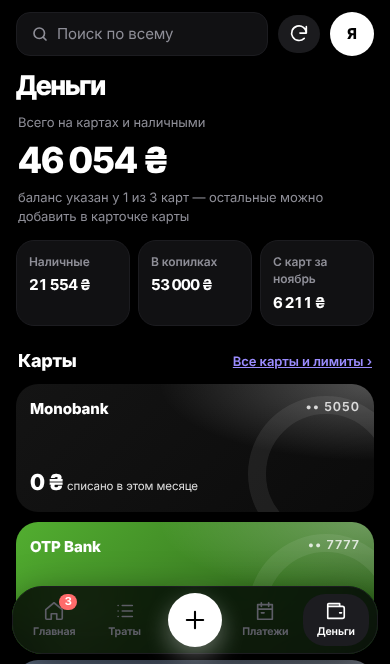 Поиск по всему
Я
Деньги
Всего на картах и наличными
46 054 ₴
баланс указан у 1 из 3 карт — остальные можно
добавить в карточке карты
Наличные
21 554 ₴
В копилках
53 000 ₴
С карт за
ноябрь
6 211 ₴
Карты
Все карты и лимиты ›
Monobank
•• 5050
0 ₴ списано в этом месяце
OTP Bank
•• 7777
3
Главная
Траты
Платежи
Деньги